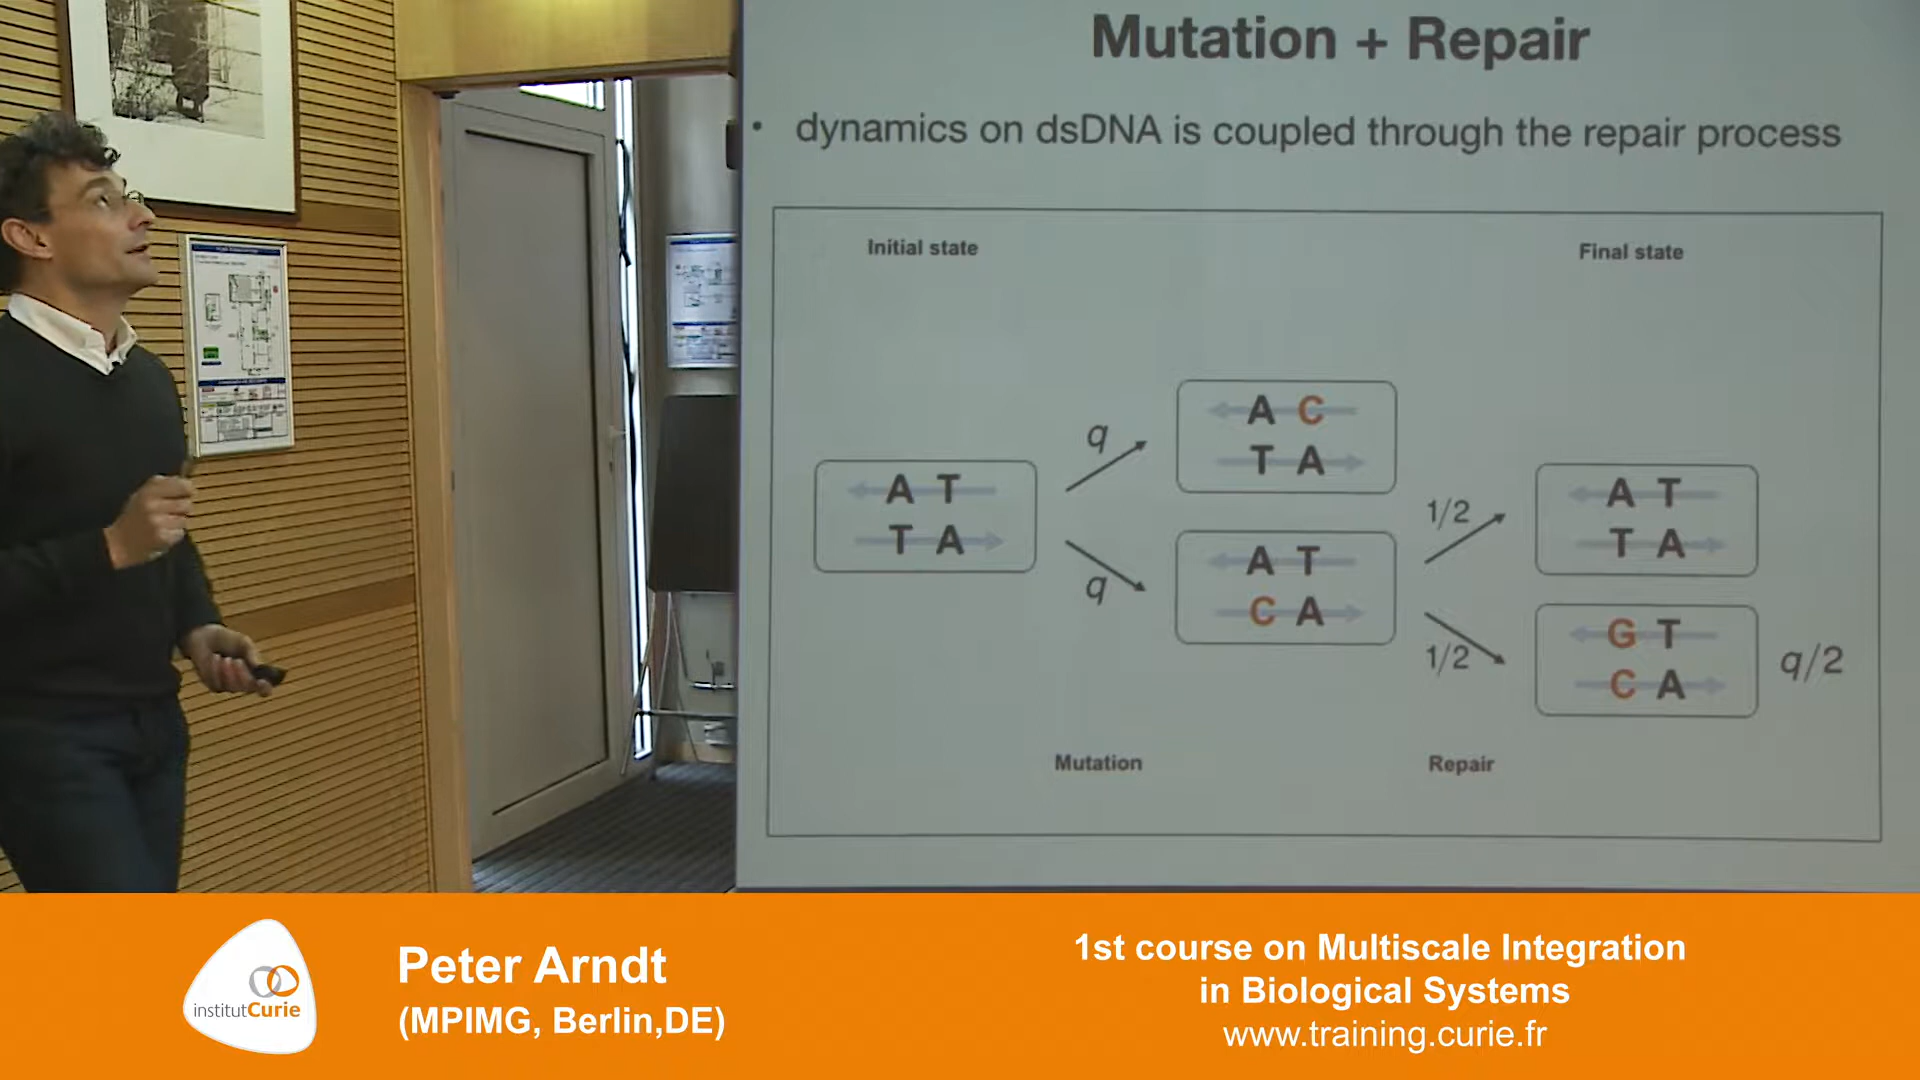 Mutation + Repair
• dynamics on dsDNA is coupled through the repair process
Initial state
Final state
A C
T A
q
A T
T A
q
A T
C A
1/2
1/2
A T
T A
G T
C A
q/2
Mutation
Repair
institutCurie
Peter Arndt
(MPIMG, Berlin,DE)
1st course on Multiscale Integration
in Biological Systems
www.training.curie.fr